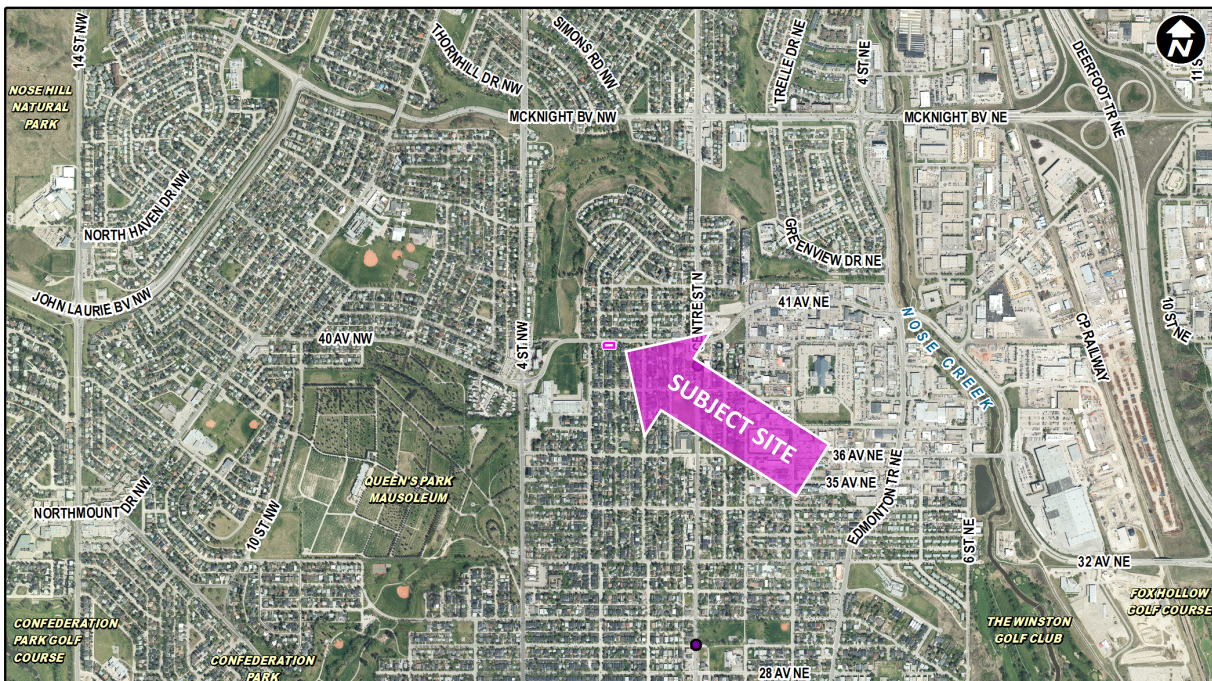 14 ST NW
THORNHILL DR NW
SIMONS RD NW
TRELLE DR NE
4 ST NE
DEERFOOT TR NE
N
NOSE HILL
NATURAL
PARK
MCKNIGHT BV NW
MCKNIGHT BV NE
NORTH HAVEN DR NW
GREENVIEW DR NE
JOHN LAURIE BV NW
41 AV NE
10 ST NE
40 AV NW
4 ST NW
CENTRE ST N
NOSE CREEK
CP RAILWAY
SUBJECT SITE
36 AV NE
35 AV NE
QUEEN'S PARK
MAUSOLEUM
NORTHMOUNT DR NW
10 ST NW
EDMONTON TR NE
6 ST NE
32 AV NE
FOX HOLLOW
GOLF COURSE
CONFEDERATION
PARK GOLF
COURSE
THE WINSTON
GOLF CLUB
CONFEDERATION
PARK
28 AV NE